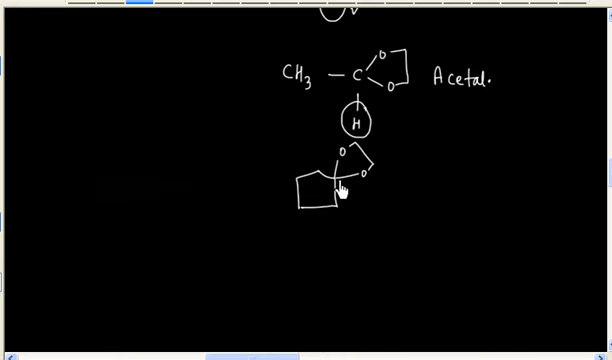 CH3 — C O O Acetal.
H
O
O